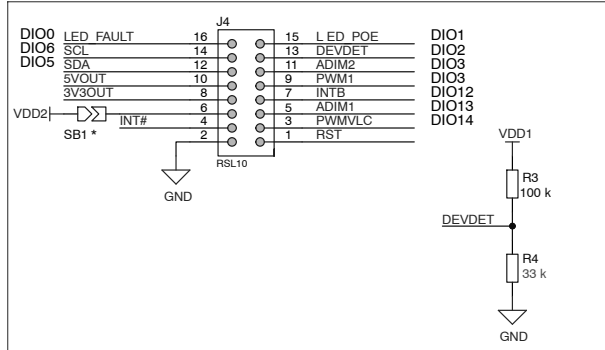 J4
DIO0 LED_FAULT 16 15 LED_POE DIO1
DIO6 SCL 14 13 DEVDET DIO2
DIO5 SDA 12 11 ADIM2 DIO3
5VOUT 10 9 PWM1 DIO3
3V3OUT 8 7 INTB DIO12
VDD2 6 5 ADIM1 DIO13
INT# 4 3 PWMVLC DIO14
SB1 * 2 1 RST
RSL10
GND
VDD1
R3
100 k
DEVDET
R4
33 k
GND